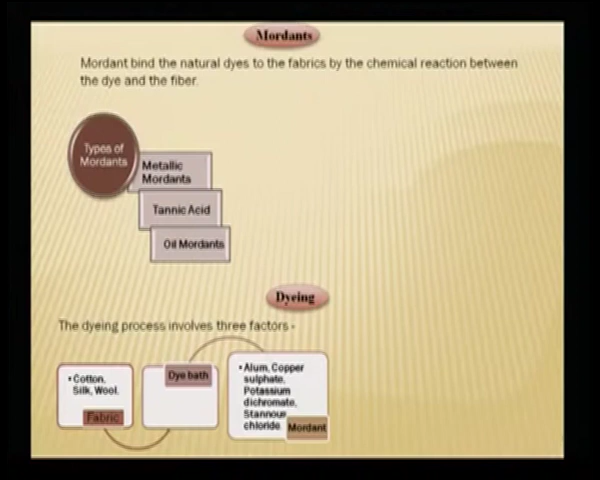 Mordants
Mordant bind the natural dyes to the fabrics by the chemical reaction between
the dye and the fiber.
Types of
Mordants
Metallic
Mordants
Tannic Acid
Oil Mordants
Dyeing
The dyeing process involves three factors -
• Cotton,
Silk, Wool.
Fabric
Dye bath
• Alum, Copper
sulphate,
Potassium
dichromate,
Stannous
chloride.
Mordant